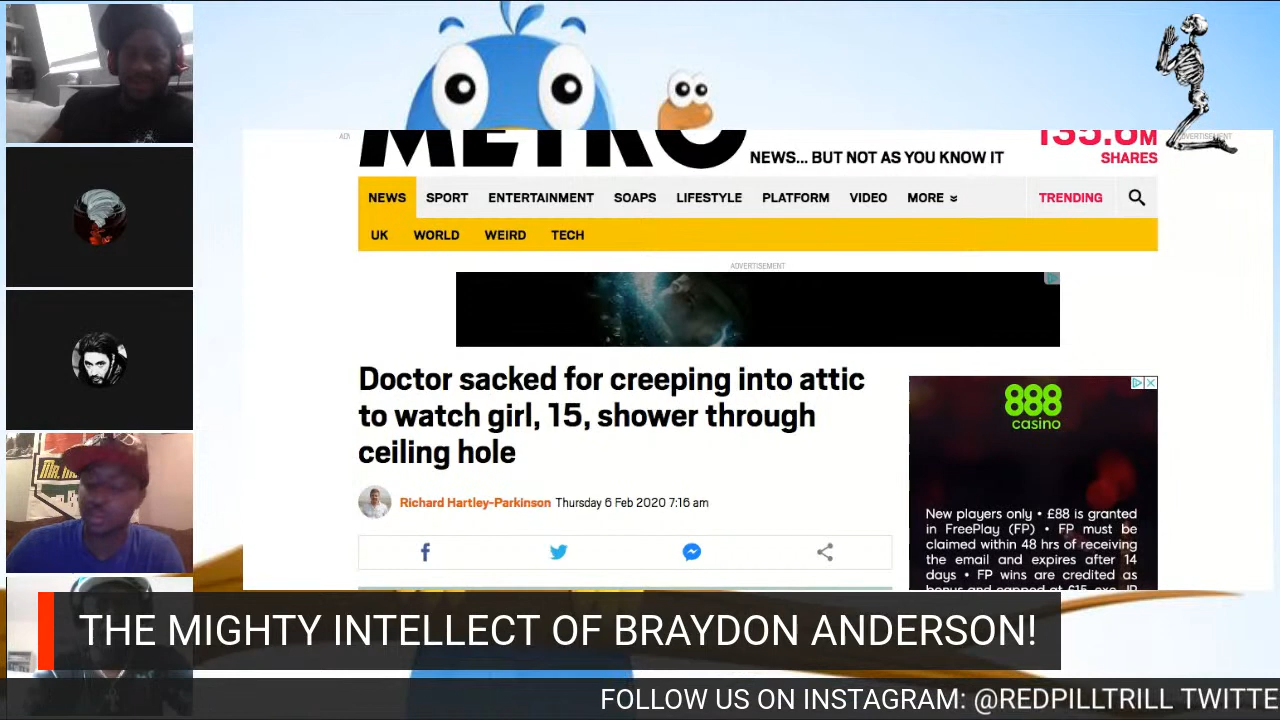 METRO
NEWS... BUT NOT AS YOU KNOW IT
135.6M
SHARES
ADVERTISEMENT
NEWS SPORT ENTERTAINMENT SOAPS LIFESTYLE PLATFORM VIDEO MORE TRENDING
UK WORLD WEIRD TECH
ADVERTISEMENT
Doctor sacked for creeping into attic
to watch girl, 15, shower through
ceiling hole
Richard Hartley-Parkinson Thursday 6 Feb 2020 7:16 am
888
casino
New players only • £88 is granted
in FreePlay (FP) • FP must be
claimed within 48 hrs of receiving
the email and expires after 14
days • FP wins are credited as
THE MIGHTY INTELLECT OF BRAYDON ANDERSON!
FOLLOW US ON INSTAGRAM: @REDPILLTRILL TWITTE